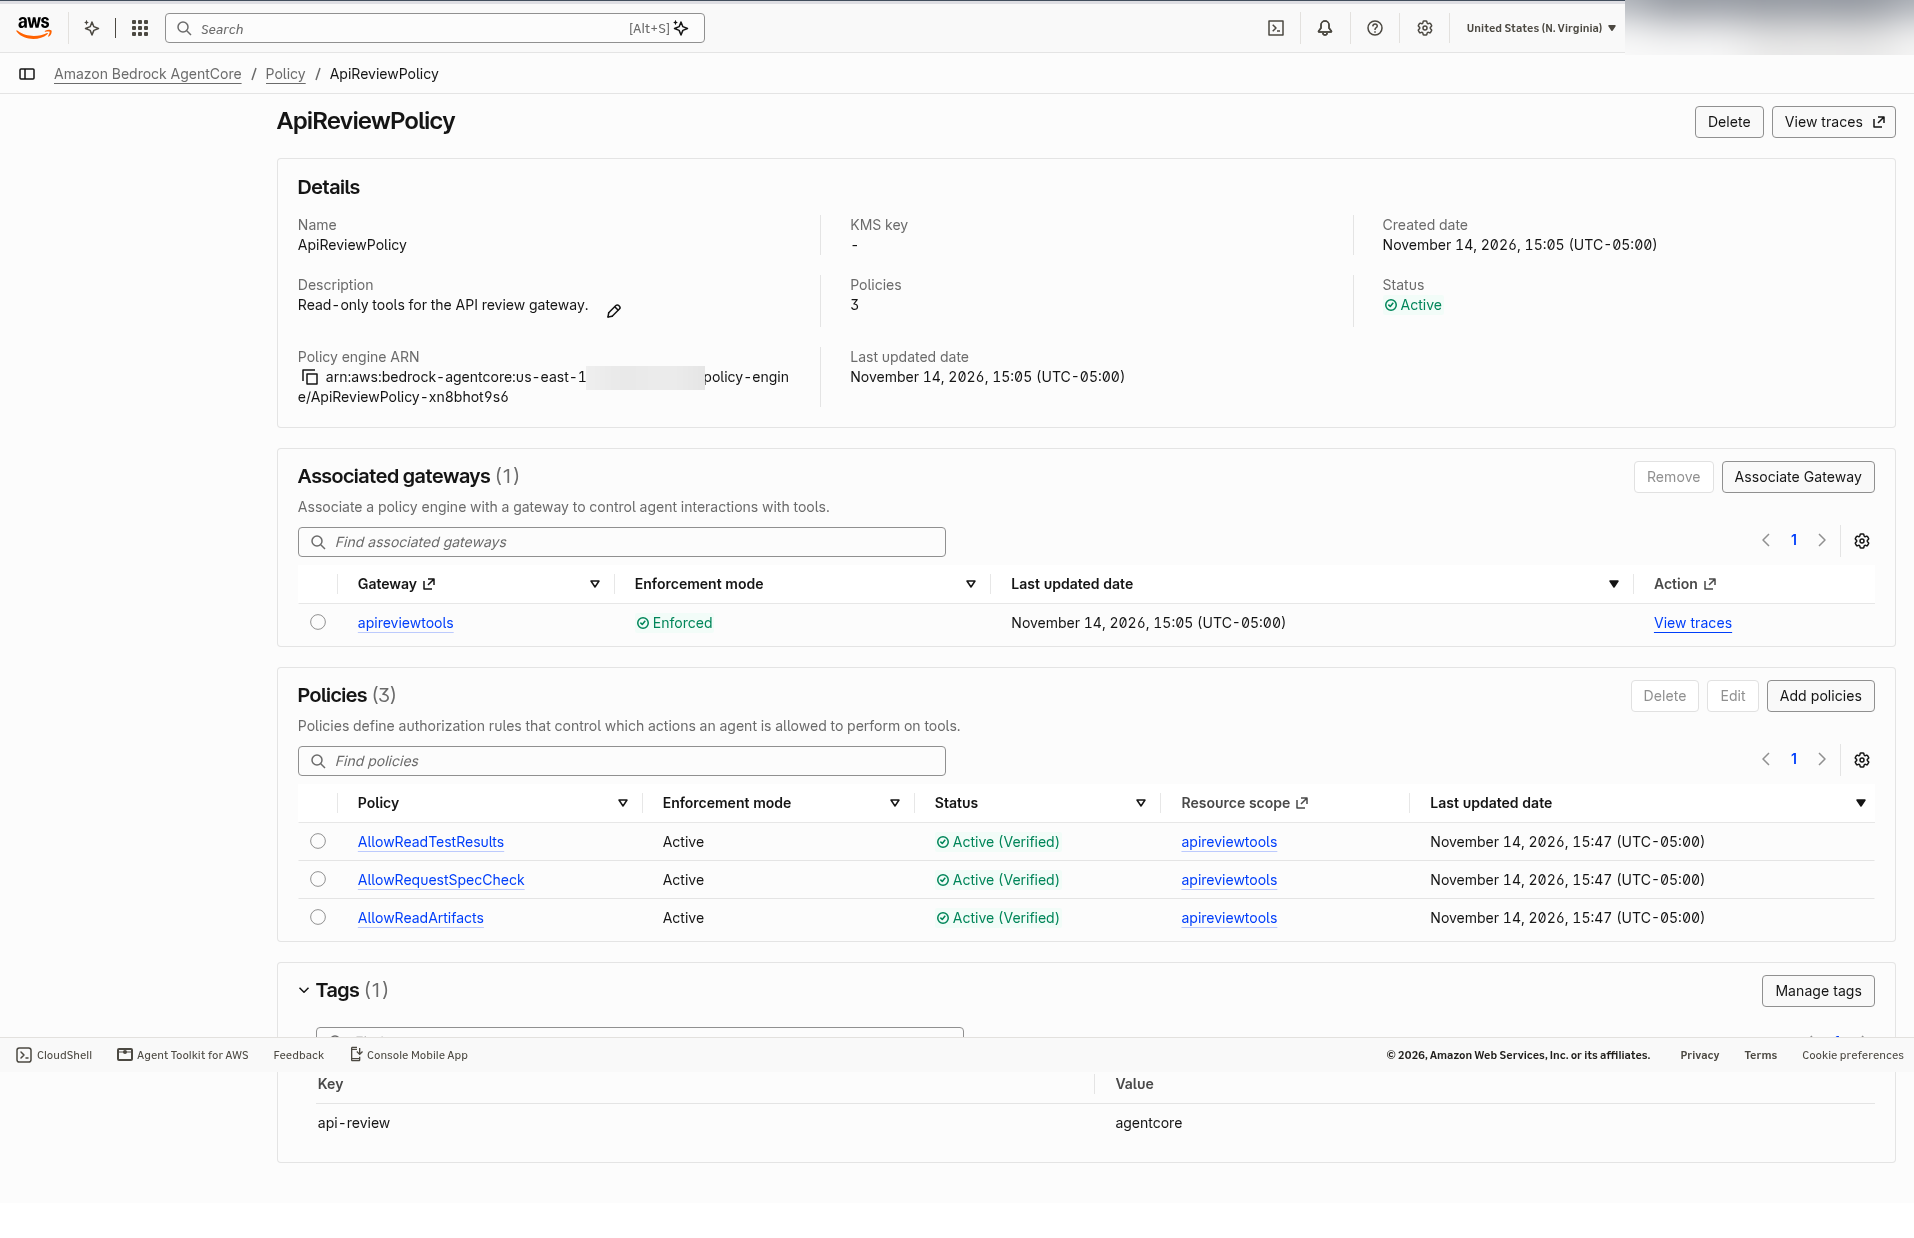 aws
Search [Alt+S]
United States (N. Virginia)
Amazon Bedrock AgentCore / Policy / ApiReviewPolicy
ApiReviewPolicy
Delete View traces
Details
Name KMS key Created date
ApiReviewPolicy - November 14, 2026, 15:05 (UTC-05:00)
Description Policies Status
Read-only tools for the API review gateway. 3 Active
Policy engine ARN Last updated date
arn:aws:bedrock-agentcore:us-east-1 policy-engin November 14, 2026, 15:05 (UTC-05:00)
e/ApiReviewPolicy-xn8bhot9s6
Associated gateways (1) Remove Associate Gateway
Associate a policy engine with a gateway to control agent interactions with tools.
Find associated gateways 1
Gateway Enforcement mode Last updated date Action
apireviewtools Enforced November 14, 2026, 15:05 (UTC-05:00) View traces
Policies (3) Delete Edit Add policies
Policies define authorization rules that control which actions an agent is allowed to perform on tools.
Find policies 1
Policy Enforcement mode Status Resource scope Last updated date
AllowReadTestResults Active Active (Verified) apireviewtools November 14, 2026, 15:47 (UTC-05:00)
AllowRequestSpecCheck Active Active (Verified) apireviewtools November 14, 2026, 15:47 (UTC-05:00)
AllowReadArtifacts Active Active (Verified) apireviewtools November 14, 2026, 15:47 (UTC-05:00)
Tags (1) Manage tags
CloudShell Agent Toolkit for AWS Feedback Console Mobile App © 2026, Amazon Web Services, Inc. or its affiliates. Privacy Terms Cookie preferences
Key Value
api-review agentcore